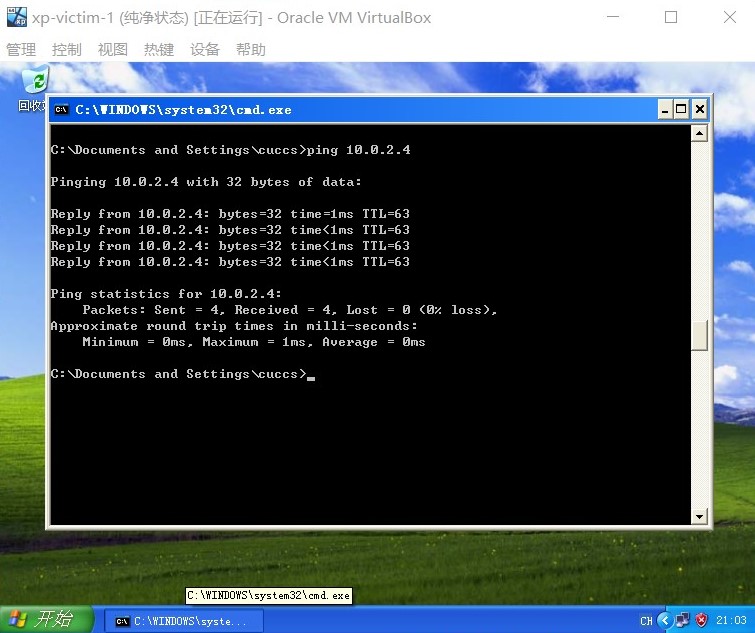 xp-victim-1 (纯净状态) [正在运行] - Oracle VM VirtualBox
管理 控制 视图 热键 设备 帮助
C:\WINDOWS\system32\cmd.exe
C:\Documents and Settings\cuccs>ping 10.0.2.4
Pinging 10.0.2.4 with 32 bytes of data:
Reply from 10.0.2.4: bytes=32 time=1ms TTL=63
Reply from 10.0.2.4: bytes=32 time<1ms TTL=63
Reply from 10.0.2.4: bytes=32 time<1ms TTL=63
Reply from 10.0.2.4: bytes=32 time<1ms TTL=63
Ping statistics for 10.0.2.4:
Packets: Sent = 4, Received = 4, Lost = 0 (0% loss),
Approximate round trip times in milli-seconds:
Minimum = 0ms, Maximum = 1ms, Average = 0ms
C:\Documents and Settings\cuccs>
回收
C:\WINDOWS\system32\cmd.exe
开始 C:\WINDOWS\syste... CH 21:03